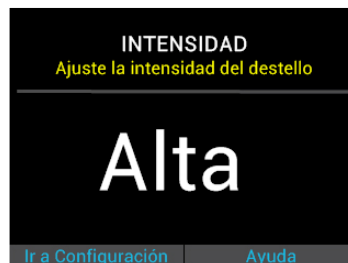 INTENSIDAD
Ajuste la intensidad del destello
Alta
Ir a Configuración Ayuda